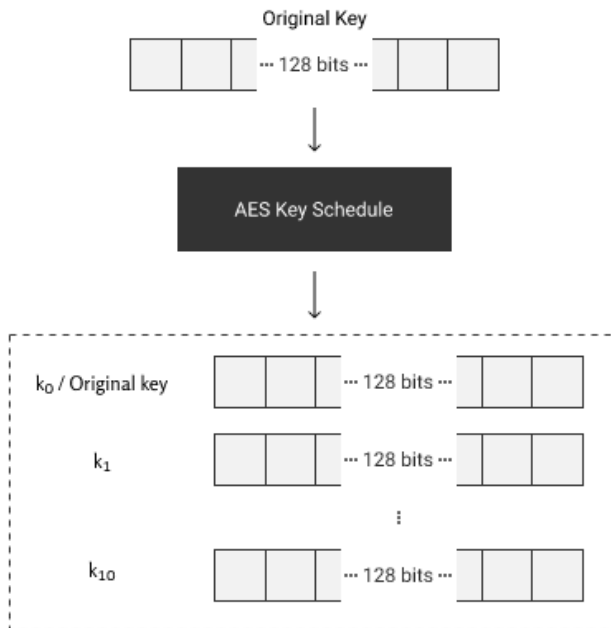 Original Key
··· 128 bits ···
AES Key Schedule
k₀ / Original key
··· 128 bits ···
k₁
··· 128 bits ···
⋮
k₁₀
··· 128 bits ···